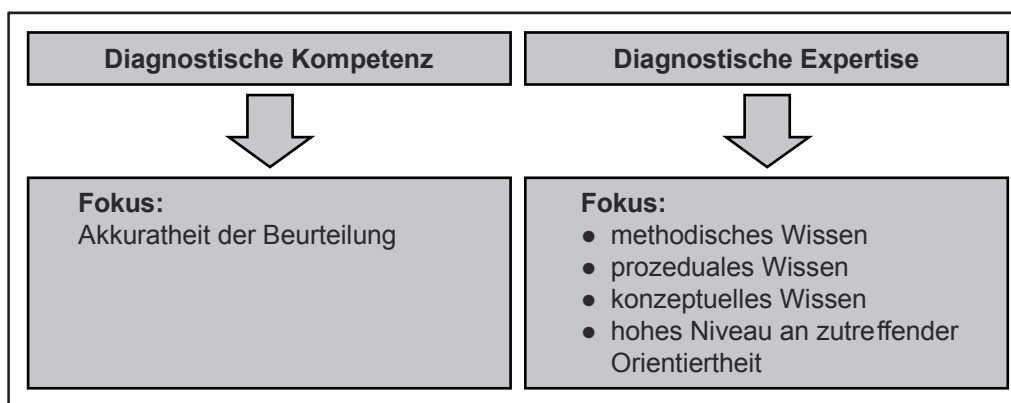 Diagnostische Kompetenz
Fokus:
Akkuratheit der Beurteilung
Diagnostische Expertise
Fokus:
● methodisches Wissen
● prozeduales Wissen
● konzeptuelles Wissen
● hohes Niveau an zutreffender
Orientiertheit